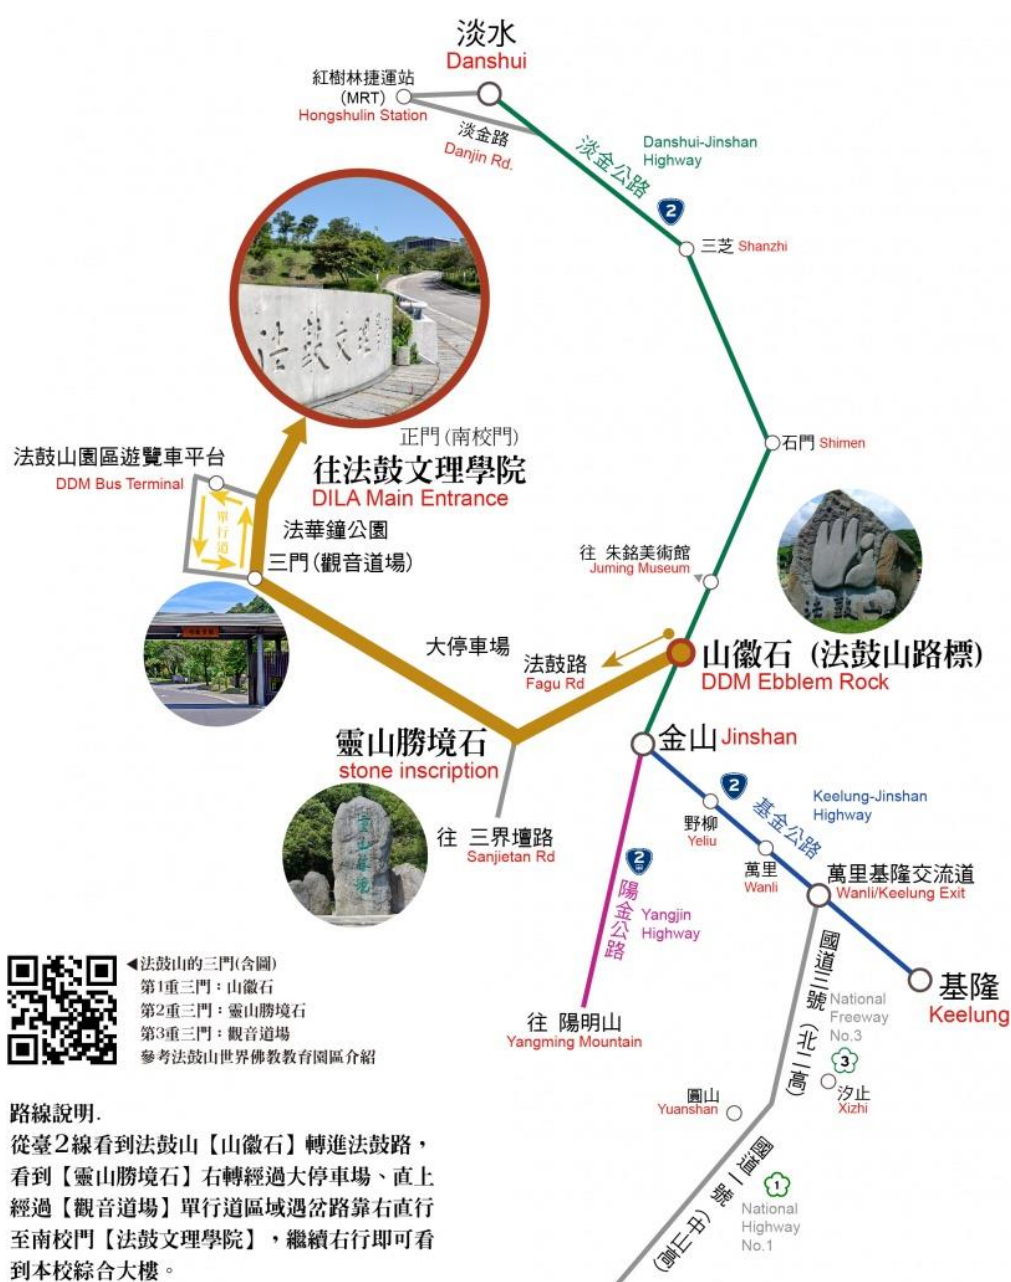 淡水
Danshui
紅樹林捷運站
(MRT)
Hongshulin Station
淡金路
Danjin Rd.
淡金公路
Danshui-Jinshan
Highway
2
三芝 Shanzhi
石門 Shimen
正門(南校門)
往法鼓文理學院
DILA Main Entrance
法鼓山園區遊覽車平台
DDM Bus Terminal
單行道
法華鐘公園
三門(觀音道場)
往 朱銘美術館
Juming Museum
大停車場
法鼓路
Fagu Rd
山徽石 (法鼓山路標)
DDM Ebblem Rock
靈山勝境石
stone inscription
靈山勝境
往 三界壇路
Sanjietan Rd
金山 Jinshan
2
基金公路
Keelung-Jinshan
Highway
野柳
Yeliu
萬里
Wanli
萬里基隆交流道
Wanli/Keelung Exit
2
甲
陽金公路
Yangjin
Highway
往 陽明山
Yangming Mountain
基隆
Keelung
國道三號(北二高)
National
Freeway
No.3
3
汐止
Xizhi
圓山
Yuanshan
國道一號(中山高)
1
National
Highway
No.1
◀法鼓山的三門(含圖)
第1重三門：山徽石
第2重三門：靈山勝境石
第3重三門：觀音道場
參考法鼓山世界佛教教育園區介紹
路線說明.
從臺2線看到法鼓山【山徽石】轉進法鼓路，
看到【靈山勝境石】右轉經過大停車場、直上
經過【觀音道場】單行道區域遇岔路靠右直行
至南校門【法鼓文理學院】，繼續右行即可看
到本校綜合大樓。